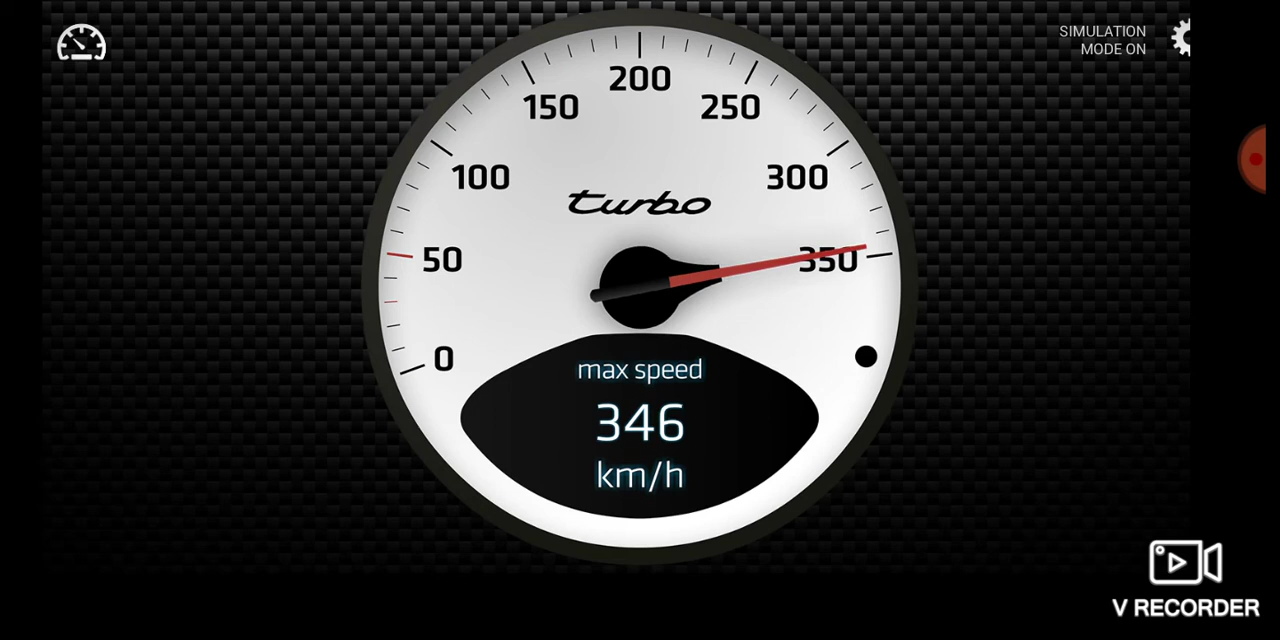 SIMULATION
MODE ON
200
150
250
100
300
turbo
50
350
0
max speed
346
km/h
V RECORDER